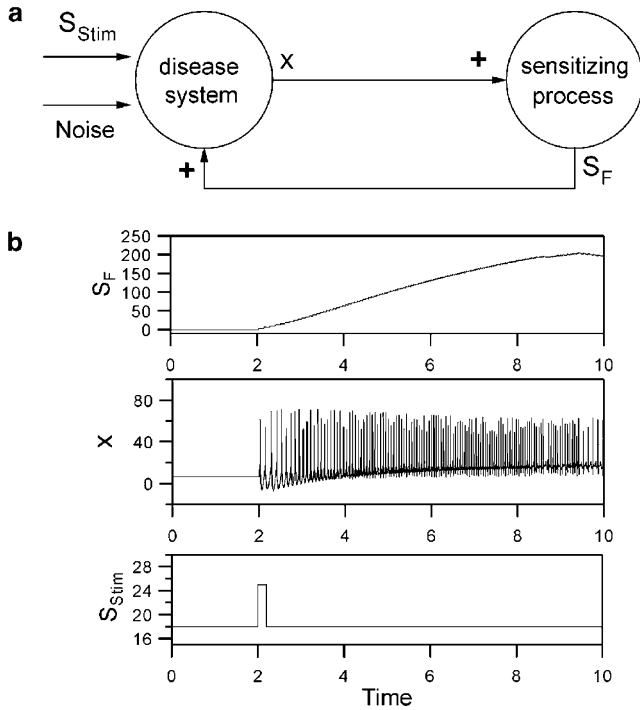 a
S_Stim
Noise
disease
system
x
+
+
sensitizing
process
S_F
b
S_F
250
200
150
100
50
0
0 2 4 6 8 10
x
80
40
0
0 2 4 6 8 10
S_Stim
28
24
20
16
0 2 4 6 8 10
Time